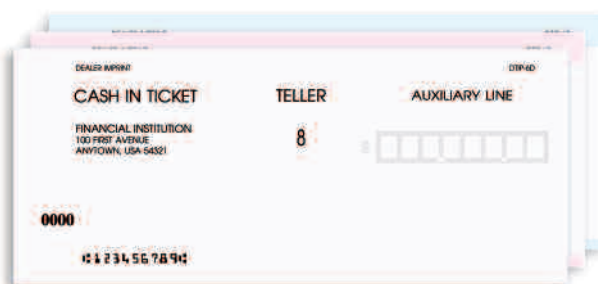 DEALER IMPRINT
DTIP-6D
CASH IN TICKET
TELLER
AUXILIARY LINE
FINANCIAL INSTITUTION
100 FIRST AVENUE
ANYTOWN, USA 54321
8
0000
⑆123456789⑆